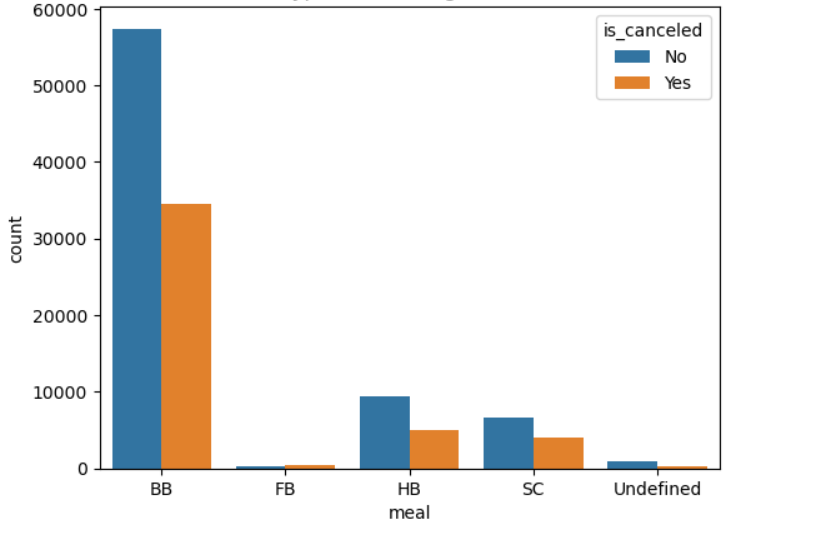 60000
50000
40000
30000
20000
10000
0
count
is_canceled
No
Yes
BB FB HB SC Undefined
meal